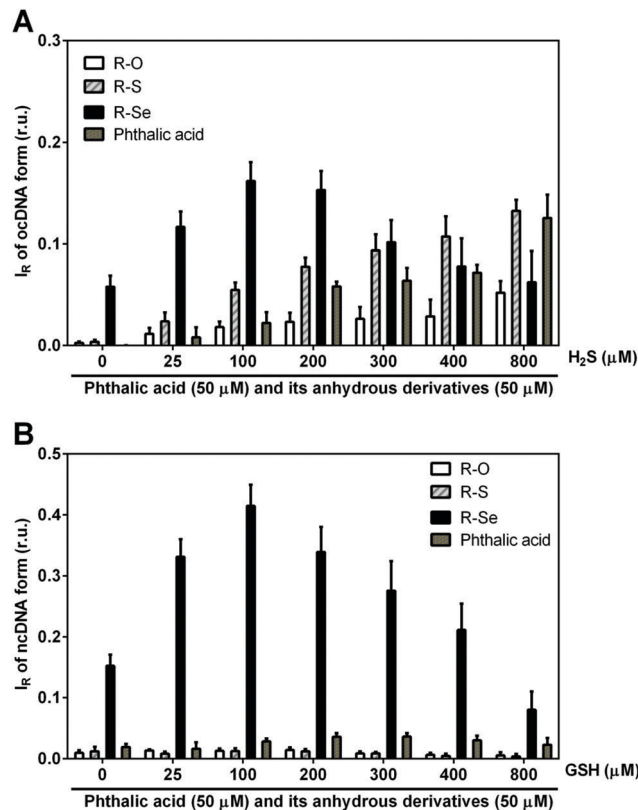 A
0.3
0.2
0.1
0.0
I_R of ocDNA form (r.u.)
R-O
R-S
R-Se
Phthalic acid
0 25 100 200 300 400 800 H₂S (μM)
Phthalic acid (50 μM) and its anhydrous derivatives (50 μM)
B
0.5
0.4
0.3
0.2
0.1
0.0
I_R of ncDNA form (r.u.)
R-O
R-S
R-Se
Phthalic acid
0 25 100 200 300 400 800 GSH (μM)
Phthalic acid (50 μM) and its anhydrous derivatives (50 μM)